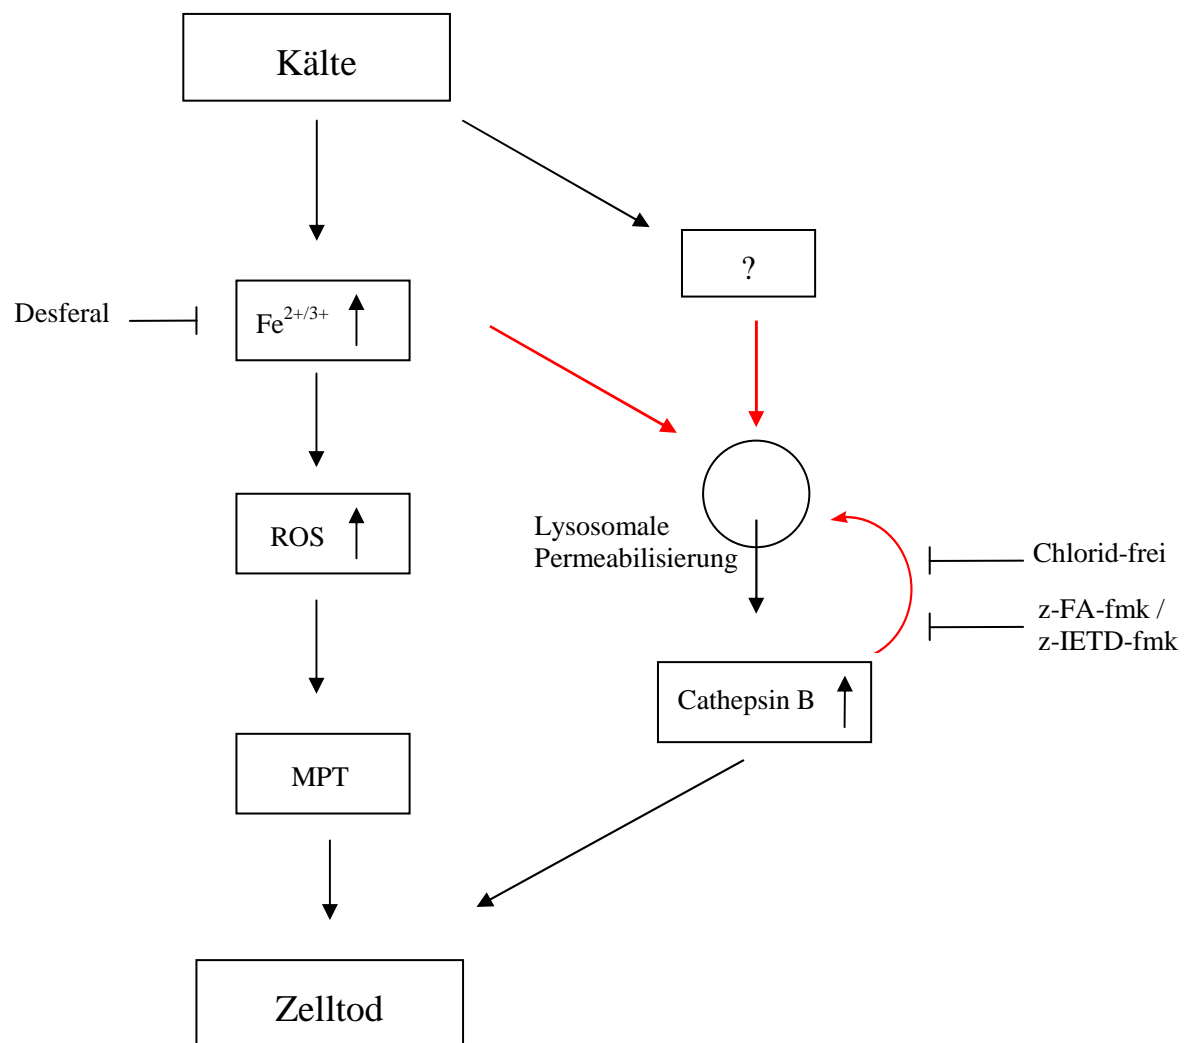 Kälte
?
Desferal
Fe2+/3+
ROS
Lysosomale
Permeabilisierung
Chlorid-frei
z-FA-fmk /
z-IETD-fmk
Cathepsin B
MPT
Zelltod